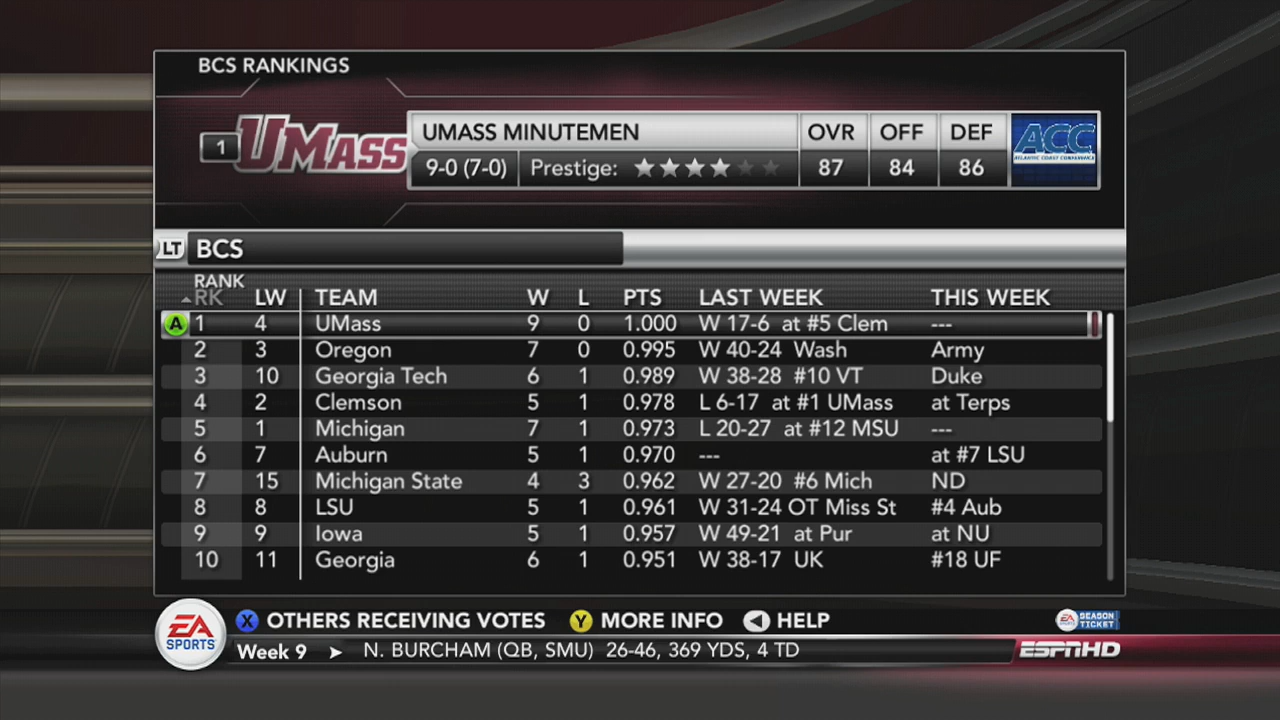 BCS RANKINGS
1 UMASS UMASS MINUTEMEN OVR OFF DEF ACC
ATLANTIC COAST CONFERENCE
9-0 (7-0) Prestige: 87 84 86
LT BCS
RANK
RK LW TEAM W L PTS LAST WEEK THIS WEEK
A 1 4 UMass 9 0 1.000 W 17-6 at #5 Clem ---
2 3 Oregon 7 0 0.995 W 40-24 Wash Army
3 10 Georgia Tech 6 1 0.989 W 38-28 #10 VT Duke
4 2 Clemson 5 1 0.978 L 6-17 at #1 UMass at Terps
5 1 Michigan 7 1 0.973 L 20-27 at #12 MSU ---
6 7 Auburn 5 1 0.970 --- at #7 LSU
7 15 Michigan State 4 3 0.962 W 27-20 #6 Mich ND
8 8 LSU 5 1 0.961 W 31-24 OT Miss St #4 Aub
9 9 Iowa 5 1 0.957 W 49-21 at Pur at NU
10 11 Georgia 6 1 0.951 W 38-17 UK #18 UF
EA SPORTS X OTHERS RECEIVING VOTES Y MORE INFO HELP EA SPORTS SEASON TICKET
Week 9 N. BURCHAM (QB, SMU) 26-46, 369 YDS, 4 TD ESPNHD